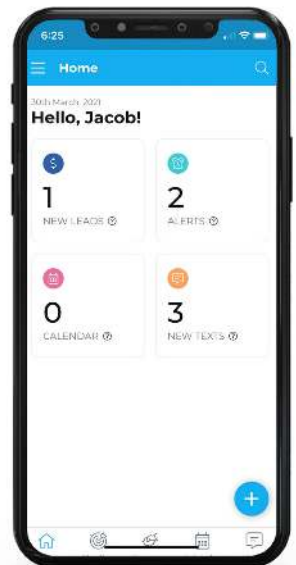 6:25
Home
30th March, 2021
Hello, Jacob!
1
NEW LEADS
2
ALERTS
0
CALENDAR
3
NEW TEXTS